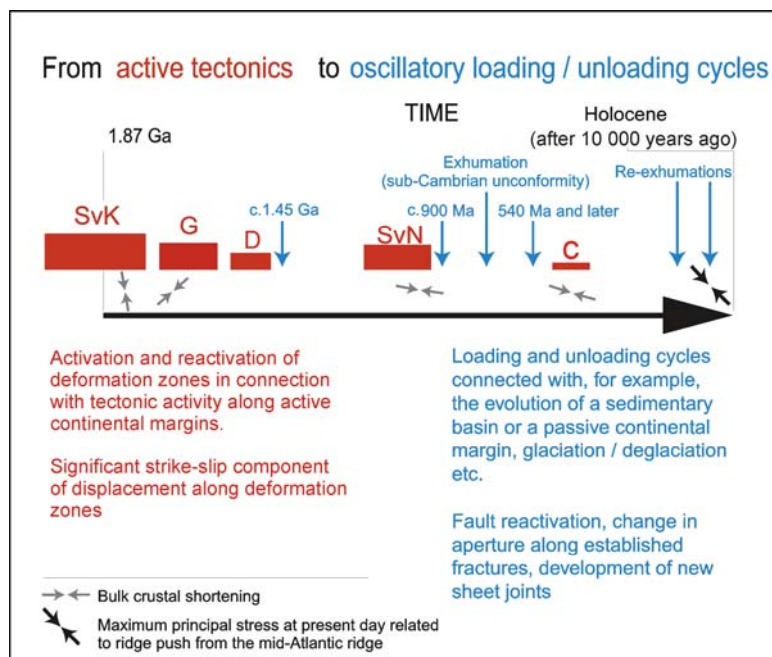 From active tectonics to oscillatory loading / unloading cycles
TIME
Holocene
(after 10 000 years ago)
1.87 Ga
Exhumation
(sub-Cambrian unconformity)
Re-exhumations
SvK
G
D
c.1.45 Ga
SvN
c.900 Ma
540 Ma and later
C
Activation and reactivation of
deformation zones in connection
with tectonic activity along active
continental margins.
Significant strike-slip component
of displacement along deformation
zones
Loading and unloading cycles
connected with, for example,
the evolution of a sedimentary
basin or a passive continental
margin, glaciation / deglaciation
etc.
Fault reactivation, change in
aperture along established
fractures, development of new
sheet joints
Bulk crustal shortening
Maximum principal stress at present day related
to ridge push from the mid-Atlantic ridge